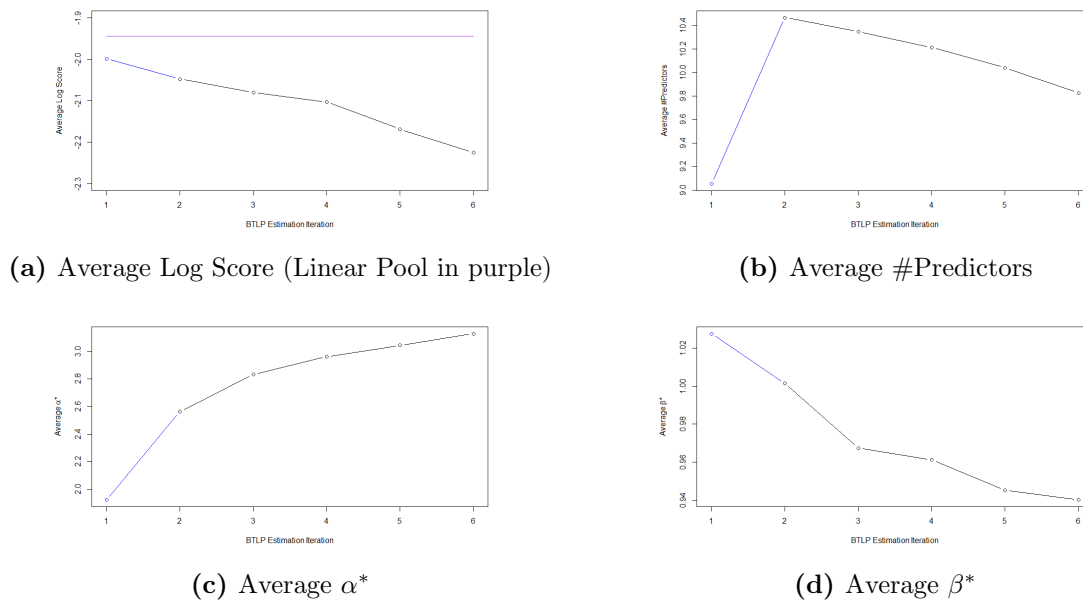 Average Log Score
-1.9
-2.0
-2.1
-2.2
-2.3
1 2 3 4 5 6
BTLP Estimation Iteration
(a) Average Log Score (Linear Pool in purple)
Average #Predictors
10.4
10.2
10.0
9.8
9.6
9.4
9.2
9.0
1 2 3 4 5 6
BTLP Estimation Iteration
(b) Average #Predictors
Average α*
3.0
2.8
2.6
2.4
2.2
2.0
1 2 3 4 5 6
BTLP Estimation Iteration
(c) Average α*
Average β*
1.02
1.00
0.98
0.96
0.94
1 2 3 4 5 6
BTLP Estimation Iteration
(d) Average β*